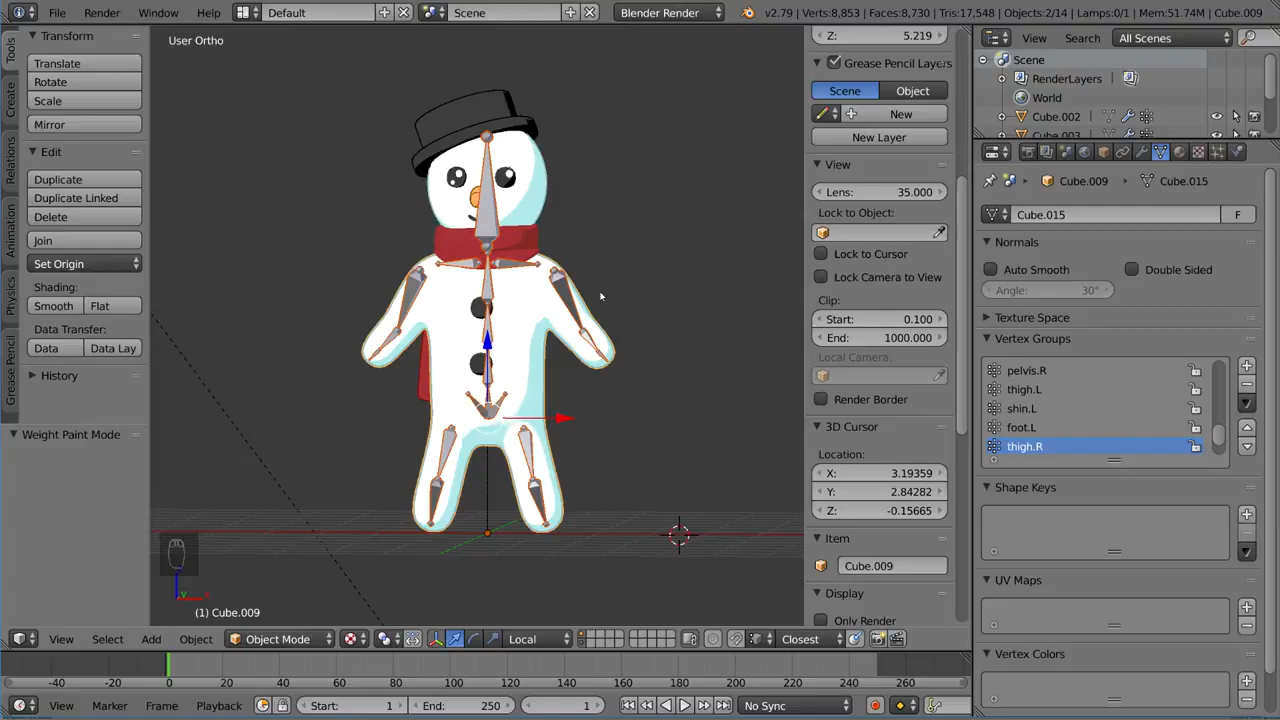 File Render Window Help Default Scene Blender Render v2.79 | Verts:8,853 | Faces:8,730 | Tris:17,548 | Objects:2/14 | Lamps:0/1 | Mem:51.74M | Cube.009
Tools
Create
Relations
Animation
Physics
Grease Pencil
Transform
Translate
Rotate
Scale
Mirror
Edit
Duplicate
Duplicate Linked
Delete
Join
Set Origin
Shading:
Smooth Flat
Data Transfer:
Data Data Lay
History
Weight Paint Mode
User Ortho
(1) Cube.009
Z: 5.219
Grease Pencil Layers
Scene Object
New
New Layer
View
Lens: 35.000
Lock to Object:
Lock to Cursor
Lock Camera to View
Clip:
Start: 0.100
End: 1000.000
Local Camera:
Render Border
3D Cursor
Location:
X: 3.19359
Y: 2.84282
Z: -0.15665
Item
Cube.009
Display
Only Render
View Search All Scenes
Scene
RenderLayers
World
Cube.002
Cube.003
Cube.009 Cube.015
Cube.015 F
Normals
Auto Smooth Double Sided
Angle: 30°
Texture Space
Vertex Groups
pelvis.R
thigh.L
shin.L
foot.L
thigh.R
Shape Keys
UV Maps
Vertex Colors
View Select Add Object Object Mode Local Closest
-40 -20 0 20 40 60 80 100 120 140 160 180 200 220 240 260
View Marker Frame Playback Start: 1 End: 250 1 No Sync